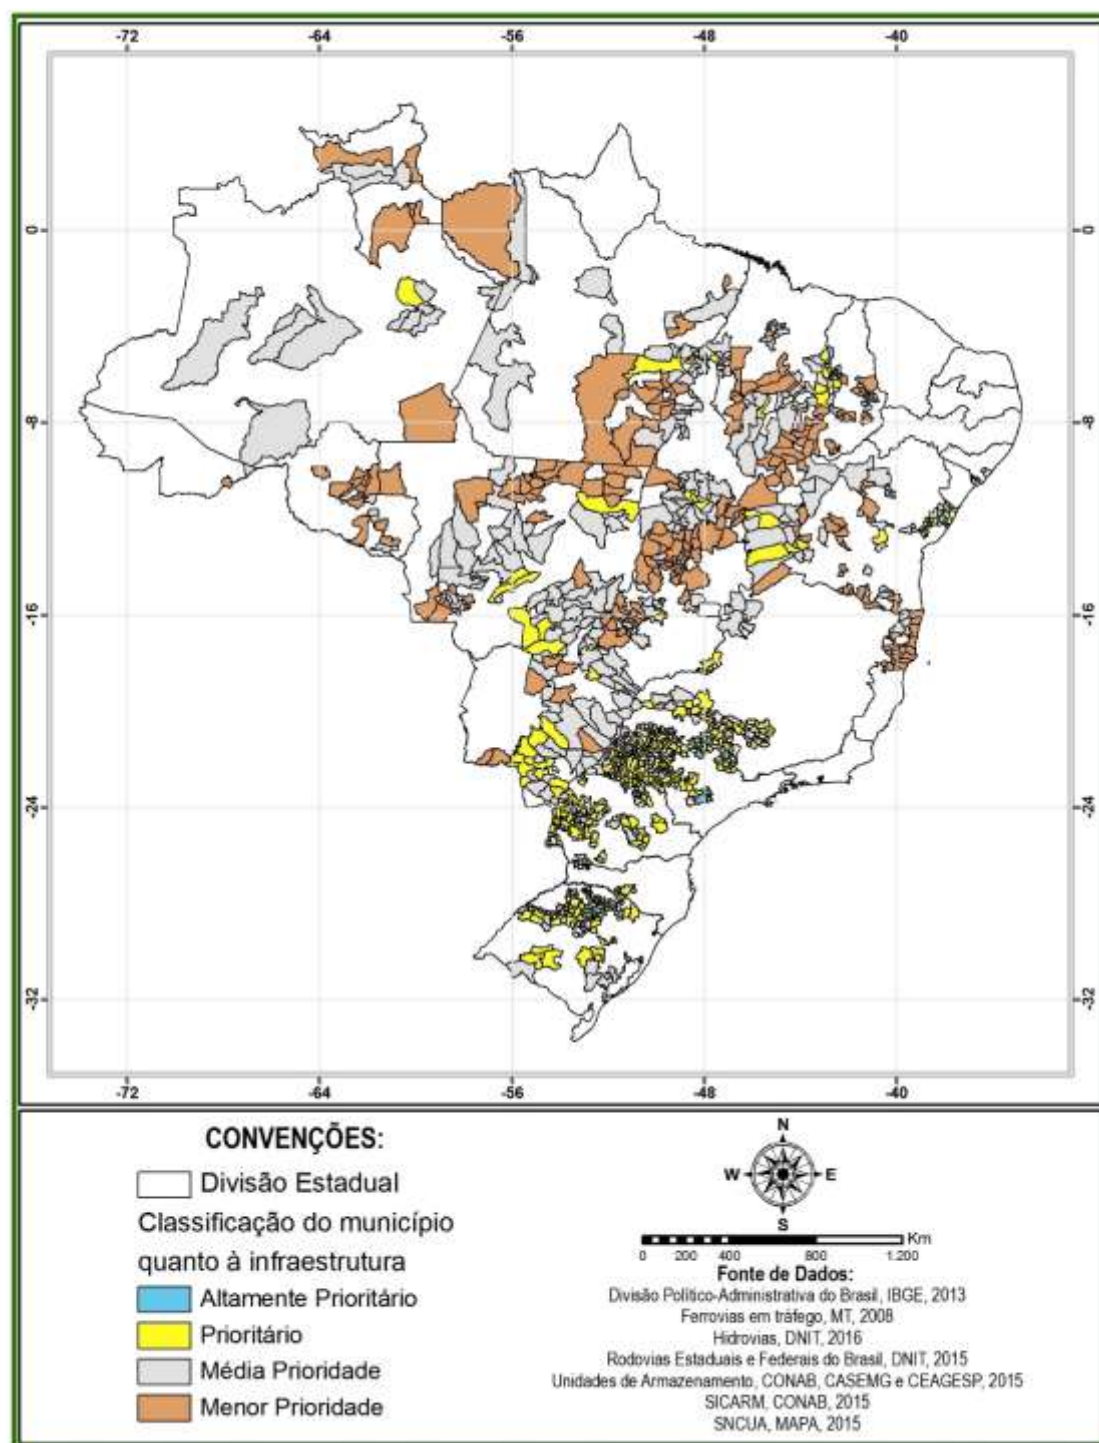 -72 -64 -56 -48 -40
0 0
-8 -8
-16 -16
-24 -24
-32 -32
-72 -64 -56 -48 -40
CONVENÇÕES:
Divisão Estadual
Classificação do município
quanto à infraestrutura
Altamente Prioritário
Prioritário
Média Prioridade
Menor Prioridade
N
W E
S
Km
0 200 400 800 1.200
Fonte de Dados:
Divisão Político-Administrativa do Brasil, IBGE, 2013
Ferrovias em tráfego, MT, 2008
Hidrovias, DNIT, 2016
Rodovias Estaduais e Federais do Brasil, DNIT, 2015
Unidades de Armazenamento, CONAB, CASEMG e CEAGESP, 2015
SICARM, CONAB, 2015
SNCUA, MAPA, 2015